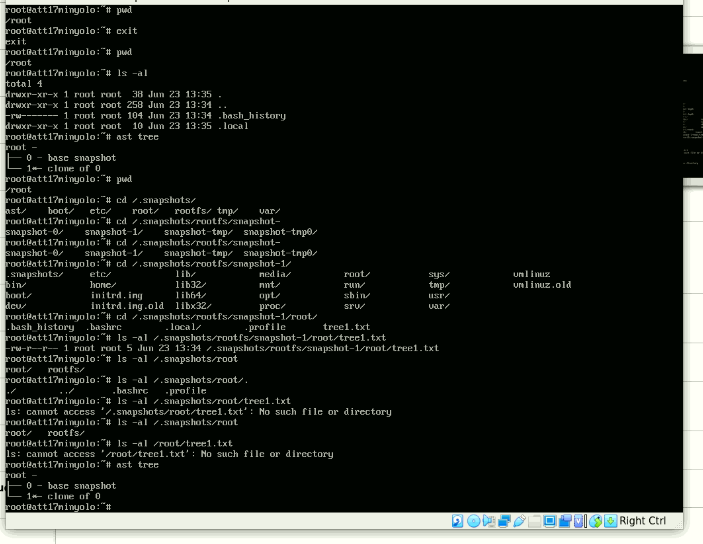 root@att17minyolo:~# pwd
/root
root@att17minyolo:~# exit
exit
root@att17minyolo:~# pwd
/root
root@att17minyolo:~# ls -al
total 4
drwxr-xr-x 1 root root  38 Jun 23 13:35 .
drwxr-xr-x 1 root root 258 Jun 23 13:34 ..
-rw------- 1 root root 104 Jun 23 13:34 .bash_history
drwxr-xr-x 1 root root  10 Jun 23 13:35 .local
root@att17minyolo:~# ast tree
root -
├── 0 - base snapshot
└── 1*- clone of 0
root@att17minyolo:~# pwd
/root
root@att17minyolo:~# cd /.snapshots/
ast/    boot/   etc/    root/   rootfs/ tmp/    var/
root@att17minyolo:~# cd /.snapshots/rootfs/snapshot-
snapshot-0/    snapshot-1/    snapshot-tmp/  snapshot-tmp0/
root@att17minyolo:~# cd /.snapshots/rootfs/snapshot-
snapshot-0/    snapshot-1/    snapshot-tmp/  snapshot-tmp0/
root@att17minyolo:~# cd /.snapshots/rootfs/snapshot-1/
.snapshots/     etc/            lib/            media/          root/           sys/            vmlinuz
bin/            home/           lib32/          mnt/            run/            tmp/            vmlinuz.old
boot/           initrd.img      lib64/          opt/            sbin/           usr/
dev/            initrd.img.old  libx32/         proc/           srv/            var/
root@att17minyolo:~# cd /.snapshots/rootfs/snapshot-1/root/
.bash_history  .bashrc        .local/        .profile       tree1.txt
root@att17minyolo:~# ls -al /.snapshots/rootfs/snapshot-1/root/tree1.txt
-rw-r--r-- 1 root root 5 Jun 23 13:34 /.snapshots/rootfs/snapshot-1/root/tree1.txt
root@att17minyolo:~# ls -al /.snapshots/root
root/   rootfs/
root@att17minyolo:~# ls -al /.snapshots/root/.
./        ../       .bashrc   .profile
root@att17minyolo:~# ls -al /.snapshots/root/tree1.txt
ls: cannot access '/.snapshots/root/tree1.txt': No such file or directory
root@att17minyolo:~# ls -al /.snapshots/root
root/   rootfs/
root@att17minyolo:~# ls -al /root/tree1.txt
ls: cannot access '/root/tree1.txt': No such file or directory
root@att17minyolo:~# ast tree
root -
├── 0 - base snapshot
└── 1*- clone of 0
root@att17minyolo:~#
Right Ctrl